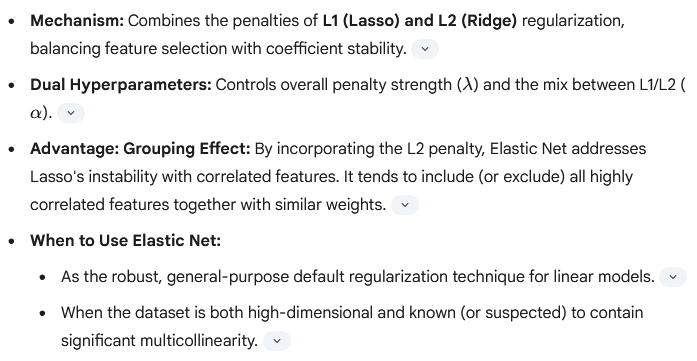 • Mechanism: Combines the penalties of L1 (Lasso) and L2 (Ridge) regularization,
balancing feature selection with coefficient stability.
• Dual Hyperparameters: Controls overall penalty strength (λ) and the mix between L1/L2 (
α).
• Advantage: Grouping Effect: By incorporating the L2 penalty, Elastic Net addresses
Lasso's instability with correlated features. It tends to include (or exclude) all highly
correlated features together with similar weights.
• When to Use Elastic Net:
• As the robust, general-purpose default regularization technique for linear models.
• When the dataset is both high-dimensional and known (or suspected) to contain
significant multicollinearity.